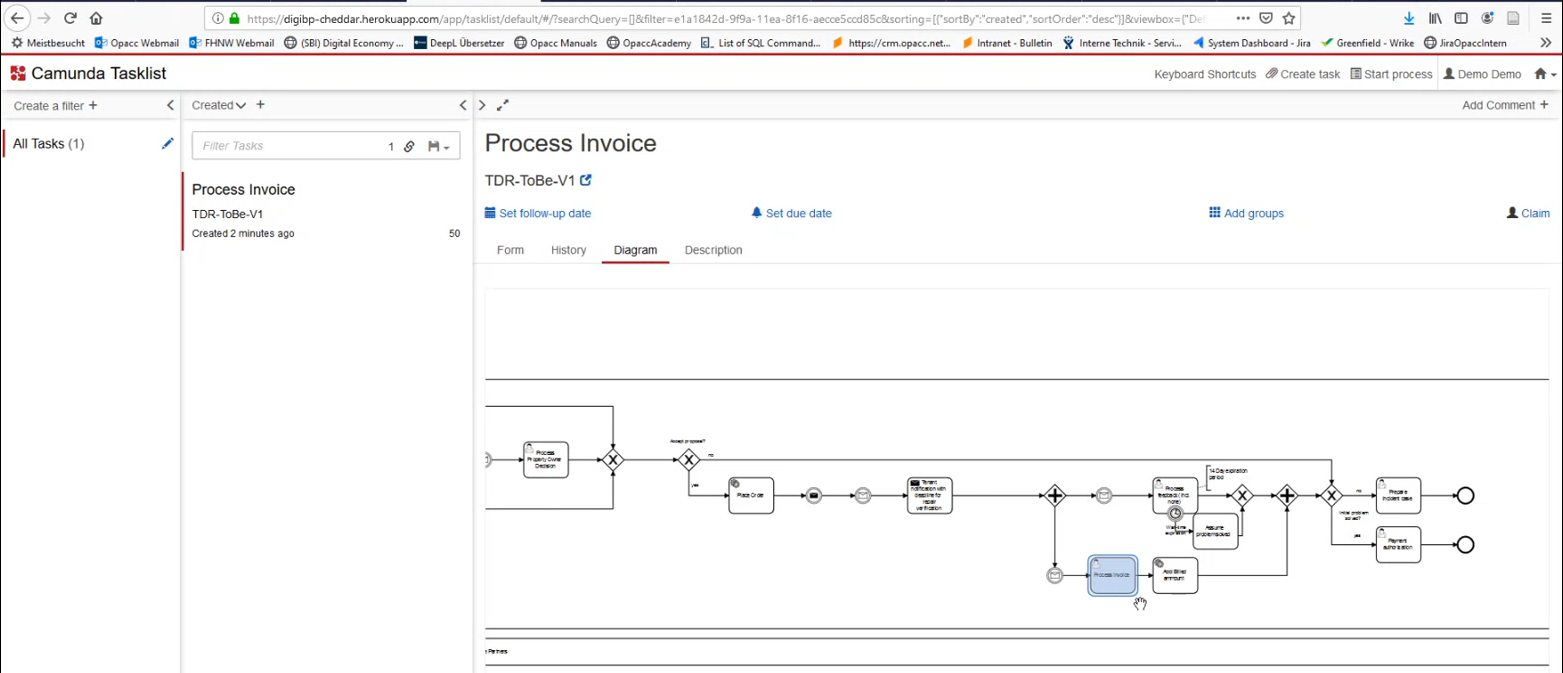 https://digibp-cheddar.herokuapp.com/app/tasklist/default/#/?searchQuery=[]&filter=e1a1842d-9f9a-11ea-8f16-aecce5ccd85c&sorting=[{"sortBy":"created","sortOrder":"desc"}]&viewbox={"De
Meistbesucht Opacc Webmail FHNW Webmail (SBI) Digital Economy ... DeepL Übersetzer Opacc Manuals OpaccAcademy List of SQL Command... https://crm.opacc.net... Intranet - Bulletin Interne Technik - Servi... System Dashboard - Jira Greenfield - Wrike JiraOpaccIntern
Camunda Tasklist
Keyboard Shortcuts Create task Start process Demo Demo
Create a filter +
Created +
Add Comment +
All Tasks (1)
Filter Tasks 1
Process Invoice
TDR-ToBe-V1
Created 2 minutes ago 50
Process Invoice
TDR-ToBe-V1
Set follow-up date Set due date Add groups Claim
Form History Diagram Description
Accept proposal?
no
yes
Process
Property Owner
Decision
Place Order
Tenant
notification with
deadline for
repair
verification
14 Day expiration
period
Process
feedback (incl.
none)
Assume
problem solved
Process Invoice
Add Billed
ammount
no
Initial problem
solved?
yes
Prepare
incident case
Payment
authorization
Partners